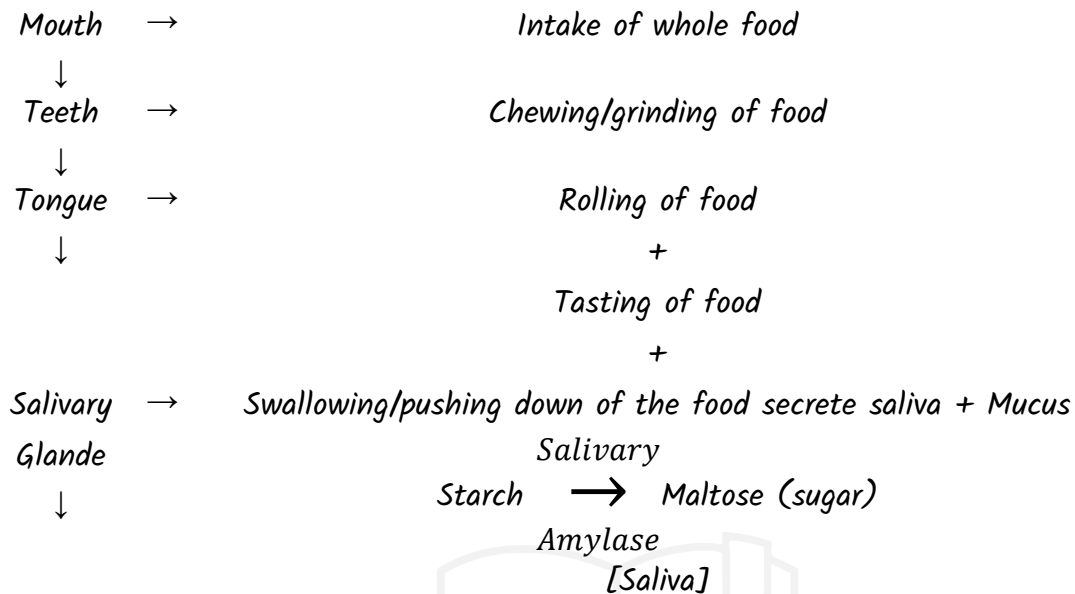 Mouth → Intake of whole food
↓
Teeth → Chewing/grinding of food
↓
Tongue → Rolling of food
↓ +
Tasting of food
+
Salivary → Swallowing/pushing down of the food secrete saliva + Mucus
Glande Salivary
Starch → Maltose (sugar)
↓
Amylase
[Saliva]